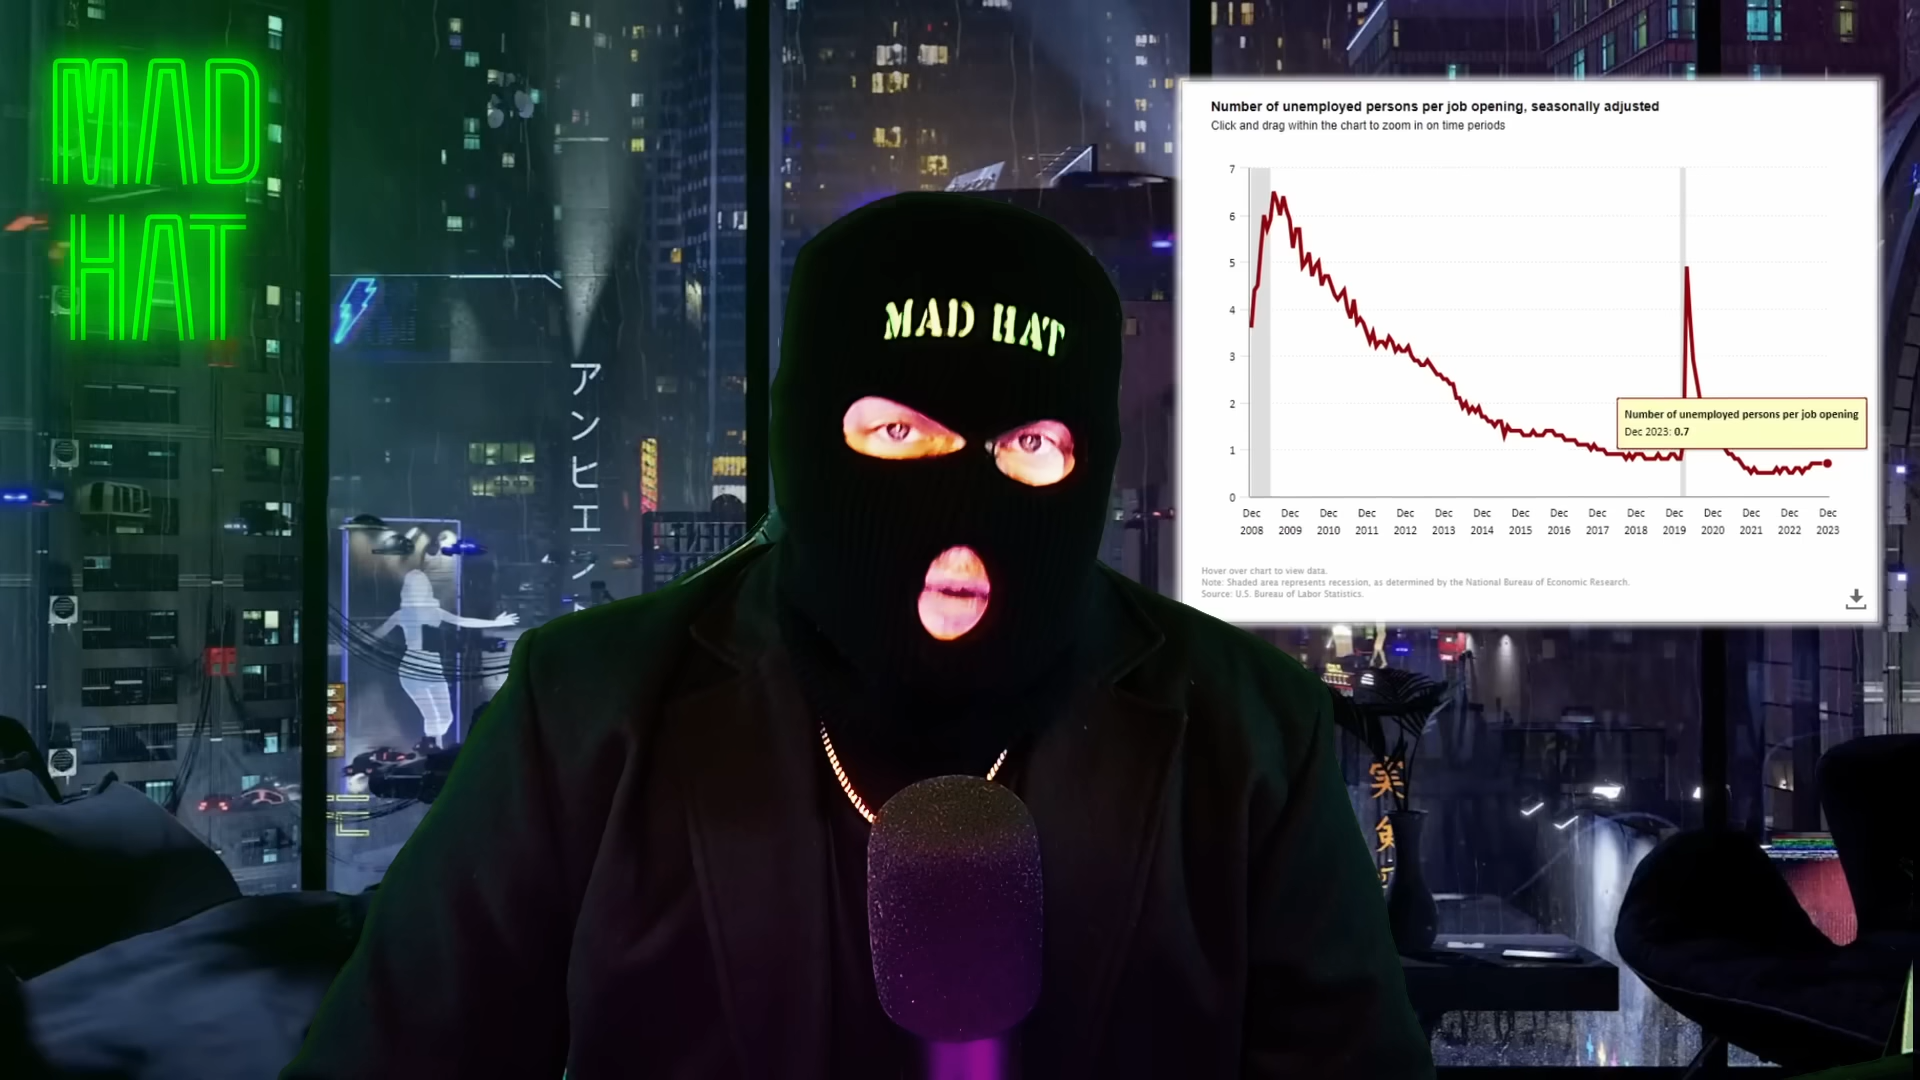 MAD
HAT
MAD HAT
アンビエン
Number of unemployed persons per job opening, seasonally adjusted
Click and drag within the chart to zoom in on time periods
7
6
5
4
3
2
1
0
Number of unemployed persons per job opening
Dec 2023: 0.7
Dec Dec Dec Dec Dec Dec Dec Dec Dec Dec Dec Dec Dec Dec Dec Dec
2008 2009 2010 2011 2012 2013 2014 2015 2016 2017 2018 2019 2020 2021 2022 2023
Hover over chart to view data.
Note: Shaded area represents recession, as determined by the National Bureau of Economic Research.
Source: U.S. Bureau of Labor Statistics.